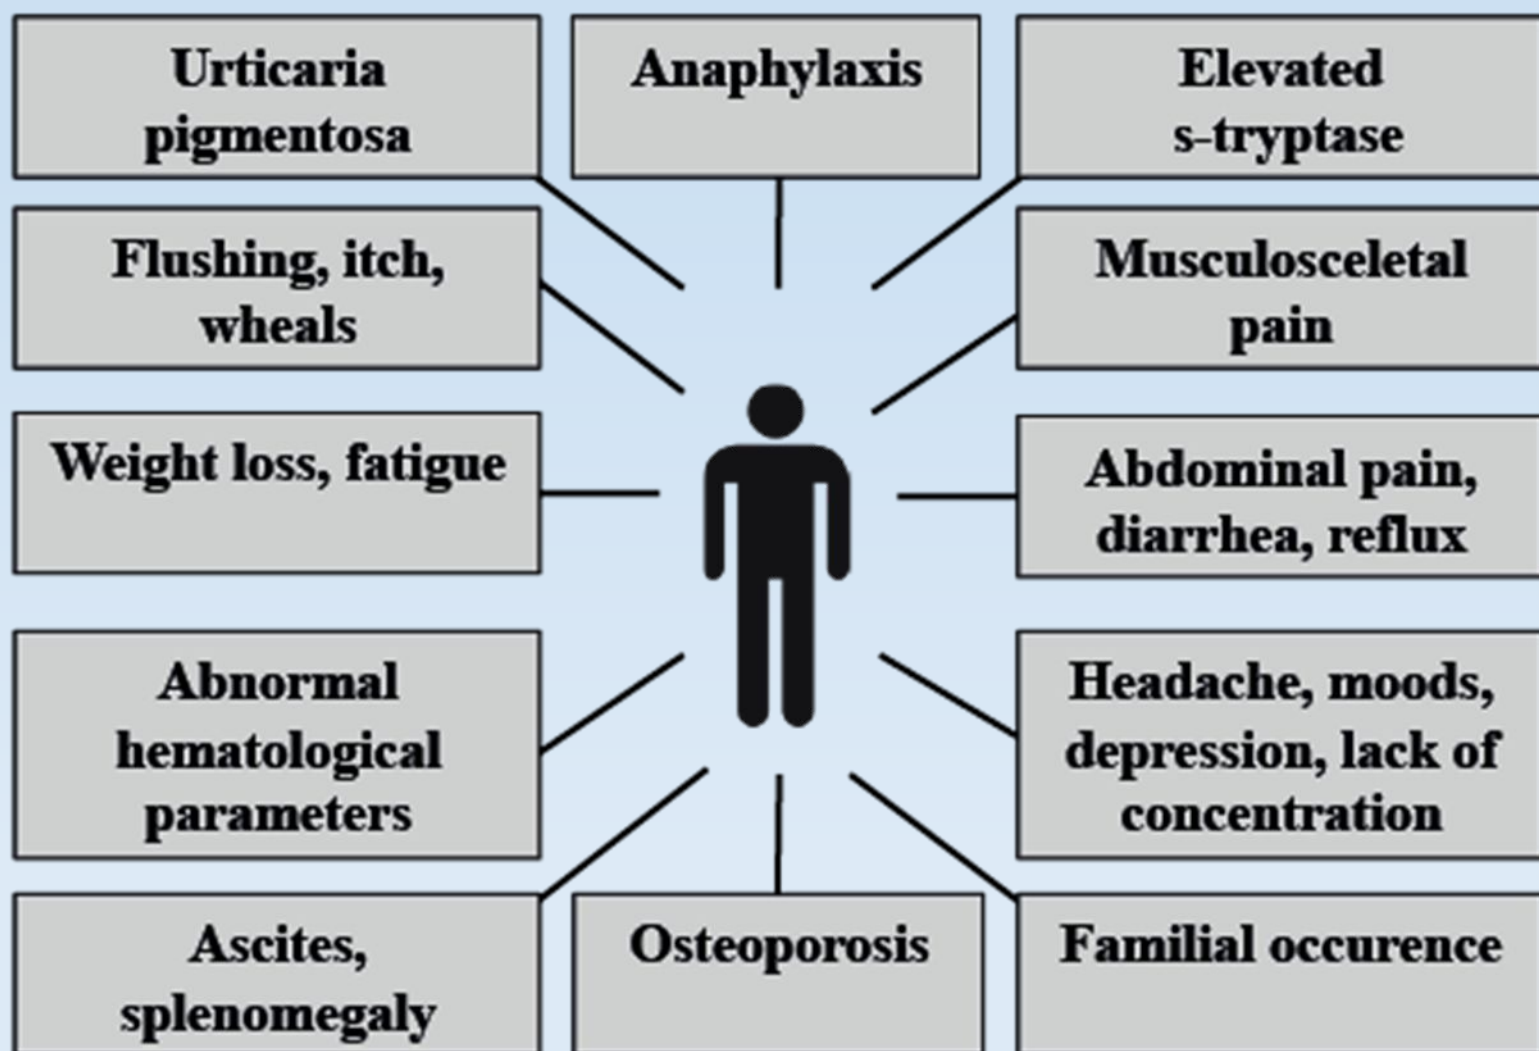 Urticaria
pigmentosa
Anaphylaxis
Elevated
s-tryptase
Flushing, itch,
wheals
Musculosceletal
pain
Weight loss, fatigue
Abdominal pain,
diarrhea, reflux
Abnormal
hematological
parameters
Headache, moods,
depression, lack of
concentration
Ascites,
splenomegaly
Osteoporosis
Familial occurence